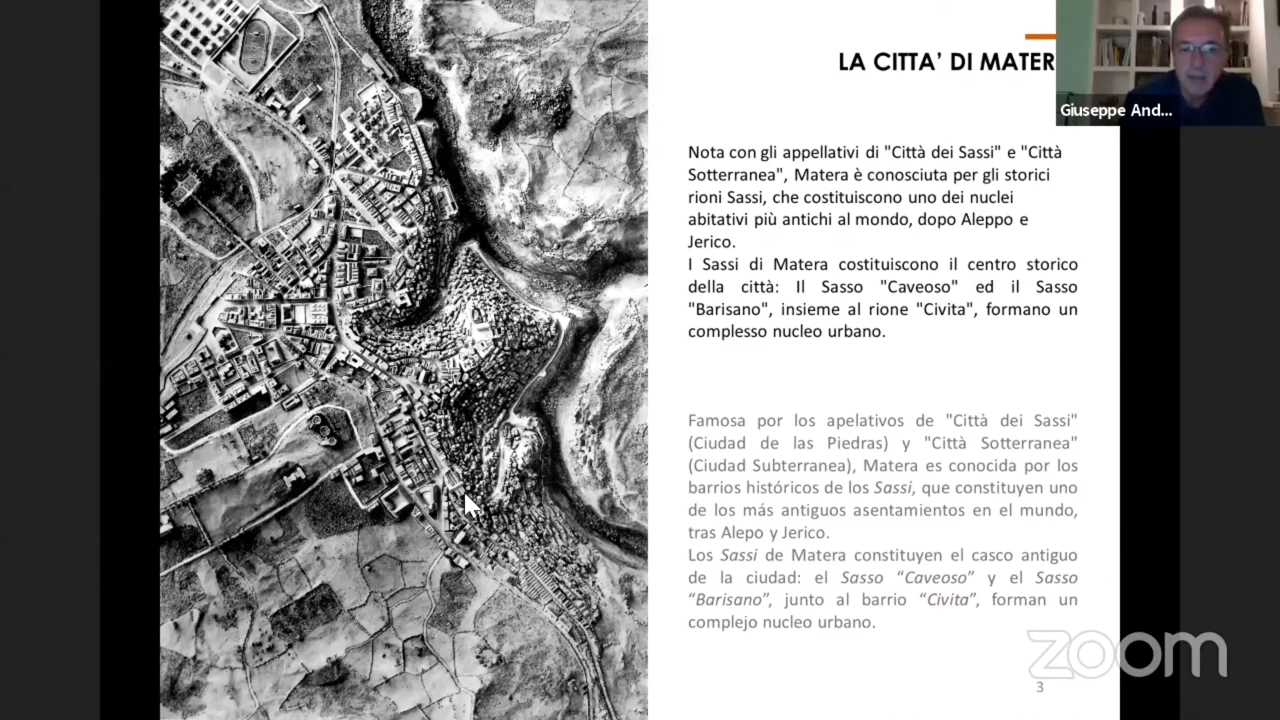 LA CITTA' DI MATER
Giuseppe And...
Nota con gli appellativi di "Città dei Sassi" e "Città
Sotterranea", Matera è conosciuta per gli storici
rioni Sassi, che costituiscono uno dei nuclei
abitativi più antichi al mondo, dopo Aleppo e
Jerico.
I Sassi di Matera costituiscono il centro storico
della città: Il Sasso "Caveoso" ed il Sasso
"Barisano", insieme al rione "Civita", formano un
complesso nucleo urbano.
Famosa por los apelativos de "Città dei Sassi"
(Ciudad de las Piedras) y "Città Sotterranea"
(Ciudad Subterranea), Matera es conocida por los
barrios históricos de los Sassi, que constituyen uno
de los más antiguos asentamientos en el mundo,
tras Alepo y Jerico.
Los Sassi de Matera constituyen el casco antiguo
de la ciudad: el Sasso “Caveoso” y el Sasso
“Barisano”, junto al barrio “Civita”, forman un
complejo nucleo urbano.
zoom
3